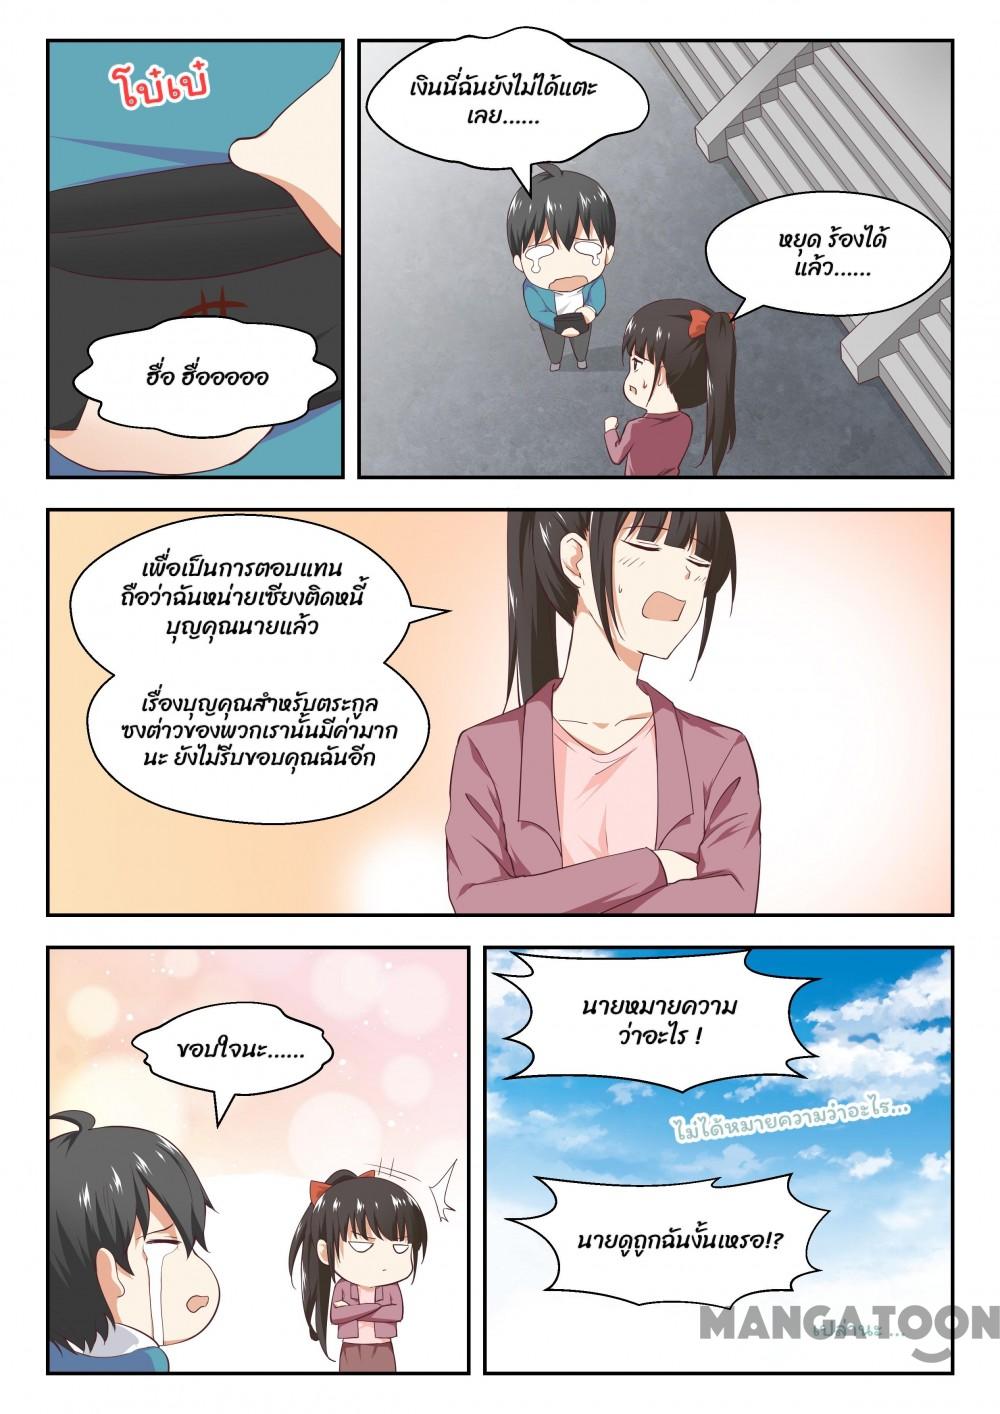 โบ๋เบ๋
ฮื่อ ฮื่อออออ
เงินนี่ฉันยังไม่ได้แตะ
เลย......
หยุด ร้องได้
แล้ว......
เพื่อเป็นการตอบแทน
ถือว่าฉันหน่ายเซียงติดหนี้
บุญคุณนายแล้ว
เรื่องบุญคุณสำหรับตระกูล
ซงต่าวของพวกเรานั้นมีค่ามาก
นะ ยังไม่รีบขอบคุณฉันอีก
ขอบใจนะ......
นายหมายความ
ว่าอะไร !
ไม่ได้หมายความว่าอะไร...
นายดูถูกฉันงั้นเหรอ!?
เปล่านะ ...
MANGATOON